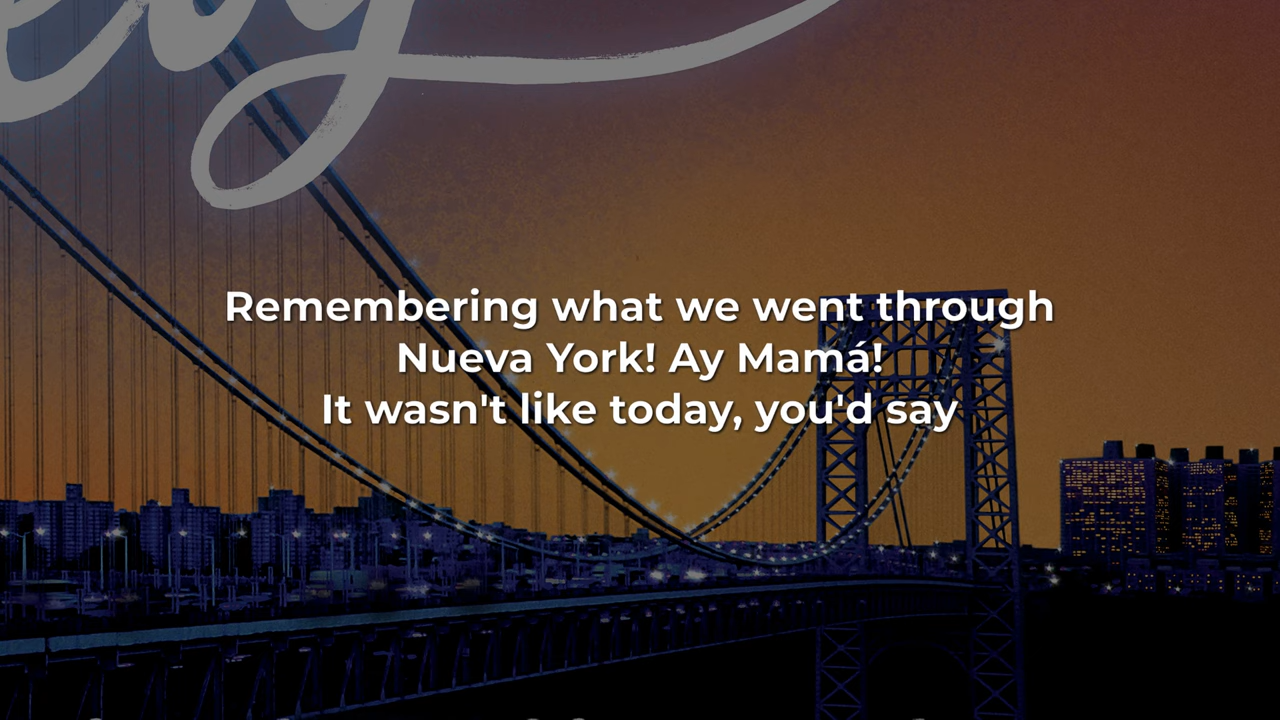 Remembering what we went through
Nueva York! Ay Mamá!
It wasn't like today, you'd say